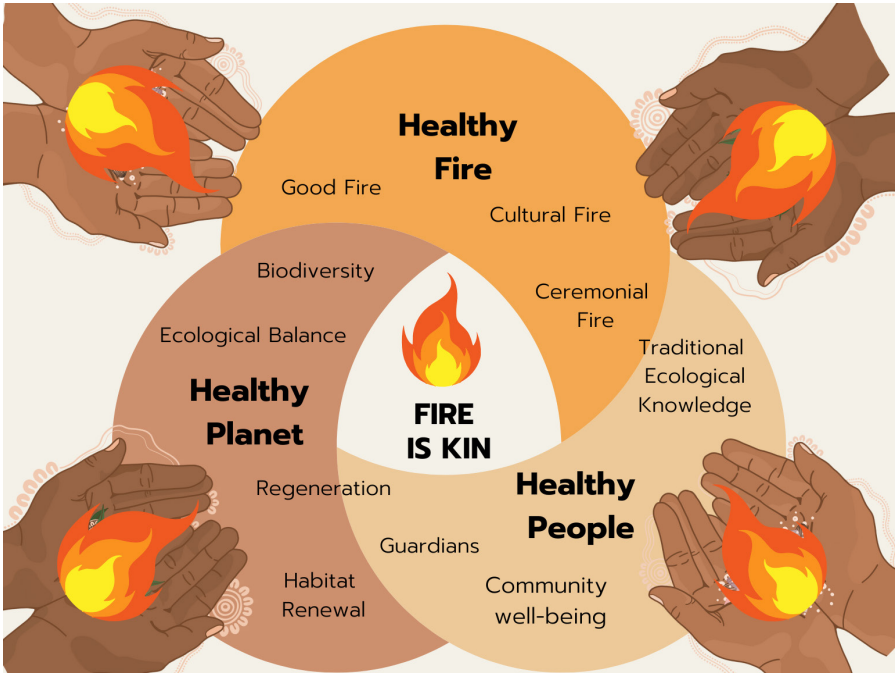 Healthy
Fire
Good Fire
Cultural Fire
Ceremonial
Fire
Biodiversity
Ecological Balance
Healthy
Planet
Regeneration
Habitat
Renewal
FIRE
IS KIN
Traditional
Ecological
Knowledge
Healthy
People
Guardians
Community
well-being